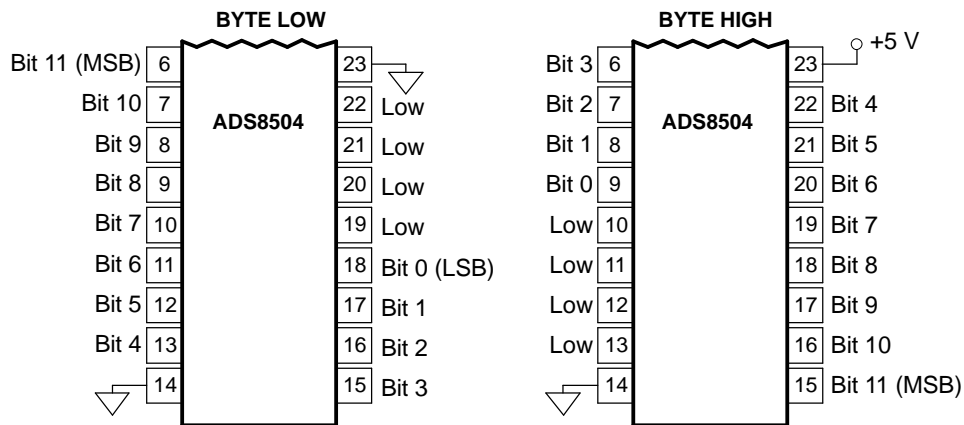 BYTE LOW
Bit 11 (MSB) 6 23
Bit 10 7 22 Low
ADS8504
Bit 9 8 21 Low
Bit 8 9 20 Low
Bit 7 10 19 Low
Bit 6 11 18 Bit 0 (LSB)
Bit 5 12 17 Bit 1
Bit 4 13 16 Bit 2
14 15 Bit 3
BYTE HIGH
+5 V
Bit 3 6 23
Bit 2 7 22 Bit 4
ADS8504
Bit 1 8 21 Bit 5
Bit 0 9 20 Bit 6
Low 10 19 Bit 7
Low 11 18 Bit 8
Low 12 17 Bit 9
Low 13 16 Bit 10
14 15 Bit 11 (MSB)